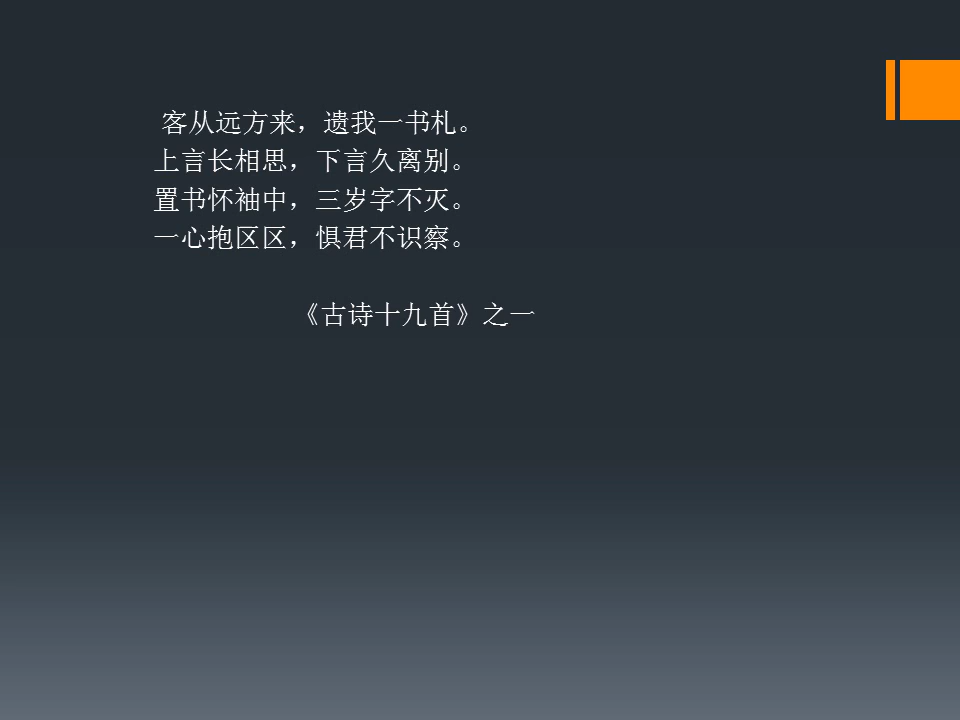 客从远方来，遗我一书札。
上言长相思，下言久离别。
置书怀袖中，三岁字不灭。
一心抱区区，惧君不识察。
《古诗十九首》之一